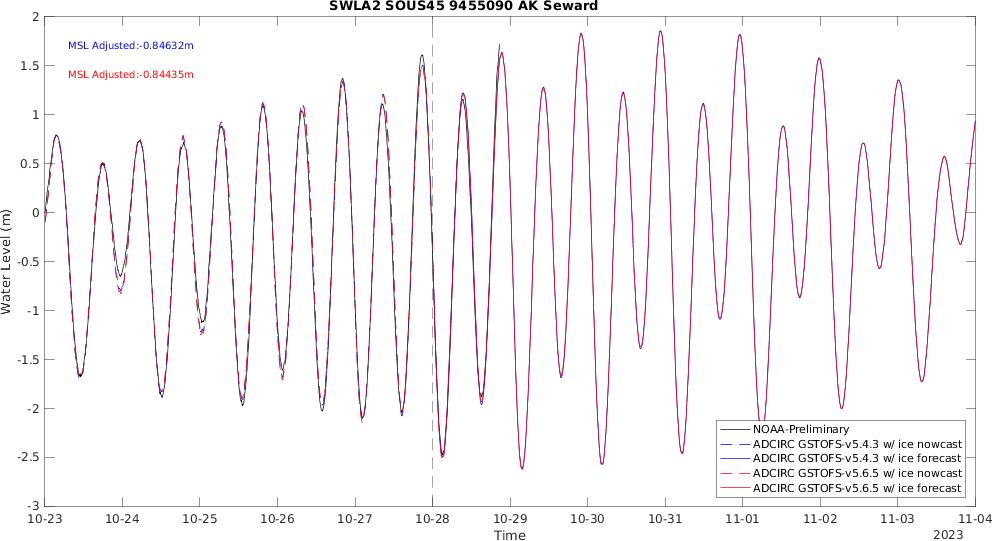 SWLA2 SOUS45 9455090 AK Seward
MSL Adjusted:-0.84632m
MSL Adjusted:-0.84435m
Water Level (m)
2
1.5
1
0.5
0
-0.5
-1
-1.5
-2
-2.5
-3
NOAA-Preliminary
ADCIRC GSTOFS-v5.4.3 w/ ice nowcast
ADCIRC GSTOFS-v5.4.3 w/ ice forecast
ADCIRC GSTOFS-v5.6.5 w/ ice nowcast
ADCIRC GSTOFS-v5.6.5 w/ ice forecast
10-23 10-24 10-25 10-26 10-27 10-28 10-29 10-30 10-31 11-01 11-02 11-03 11-04
Time
2023